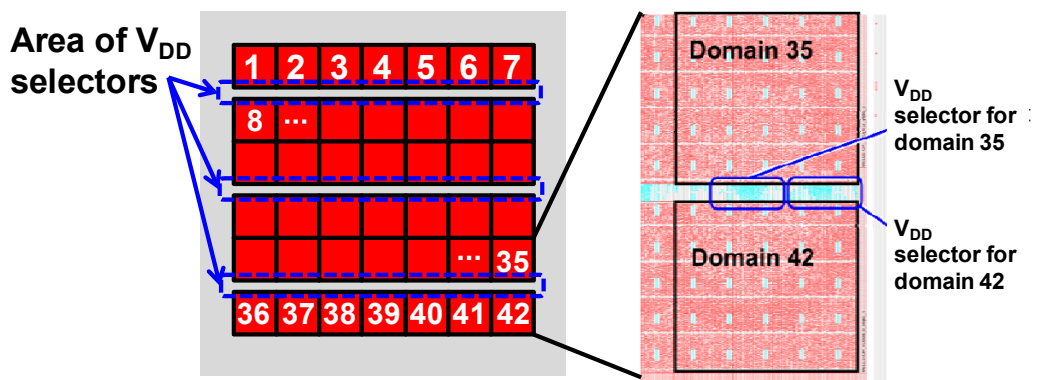 Area of VDD
selectors
1 2 3 4 5 6 7
8 ...
... 35
36 37 38 39 40 41 42
Domain 35
VDD
selector for
domain 35
Domain 42
VDD
selector for
domain 42